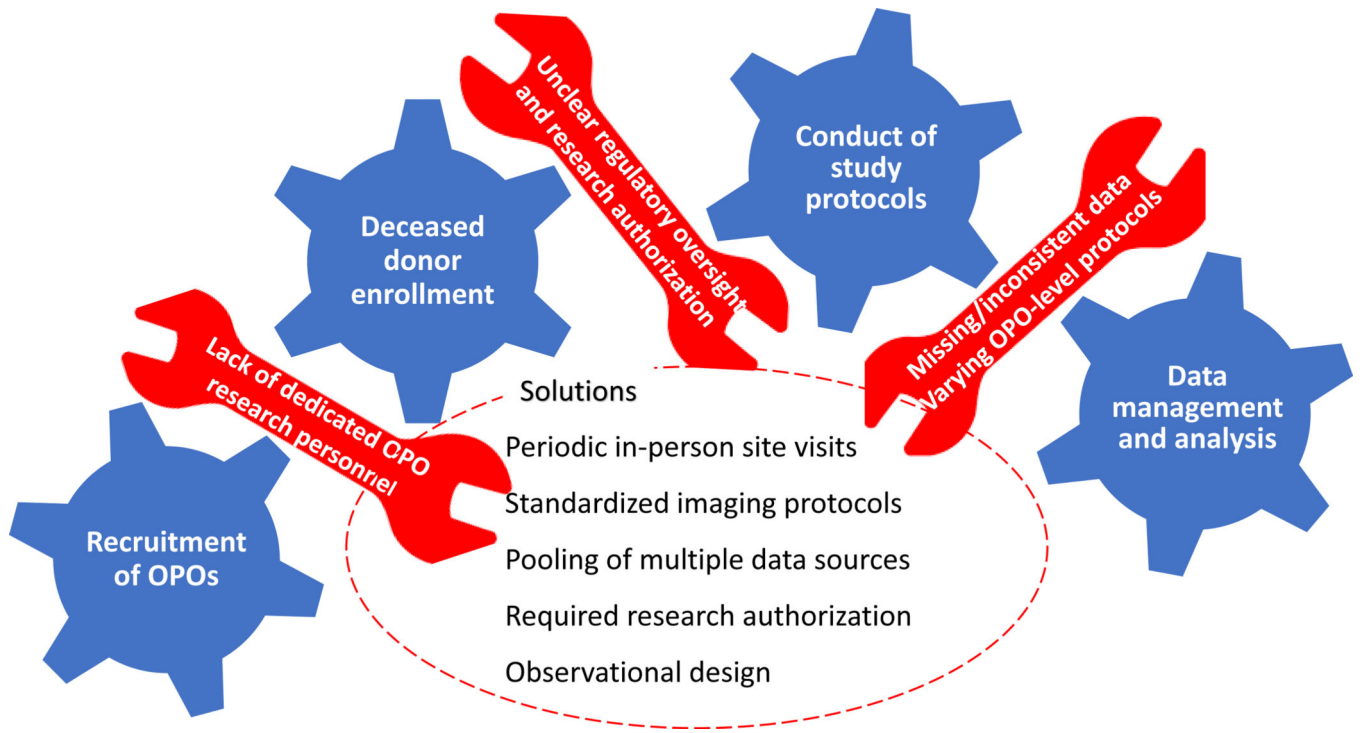 Recruitment
of OPOs
Lack of dedicated OPO
research personnel
Deceased
donor
enrollment
Unclear regulatory oversight
and research authorization
Conduct of
study
protocols
Missing/inconsistent data
Varying OPO-level protocols
Data
management
and analysis
Solutions
Periodic in-person site visits
Standardized imaging protocols
Pooling of multiple data sources
Required research authorization
Observational design